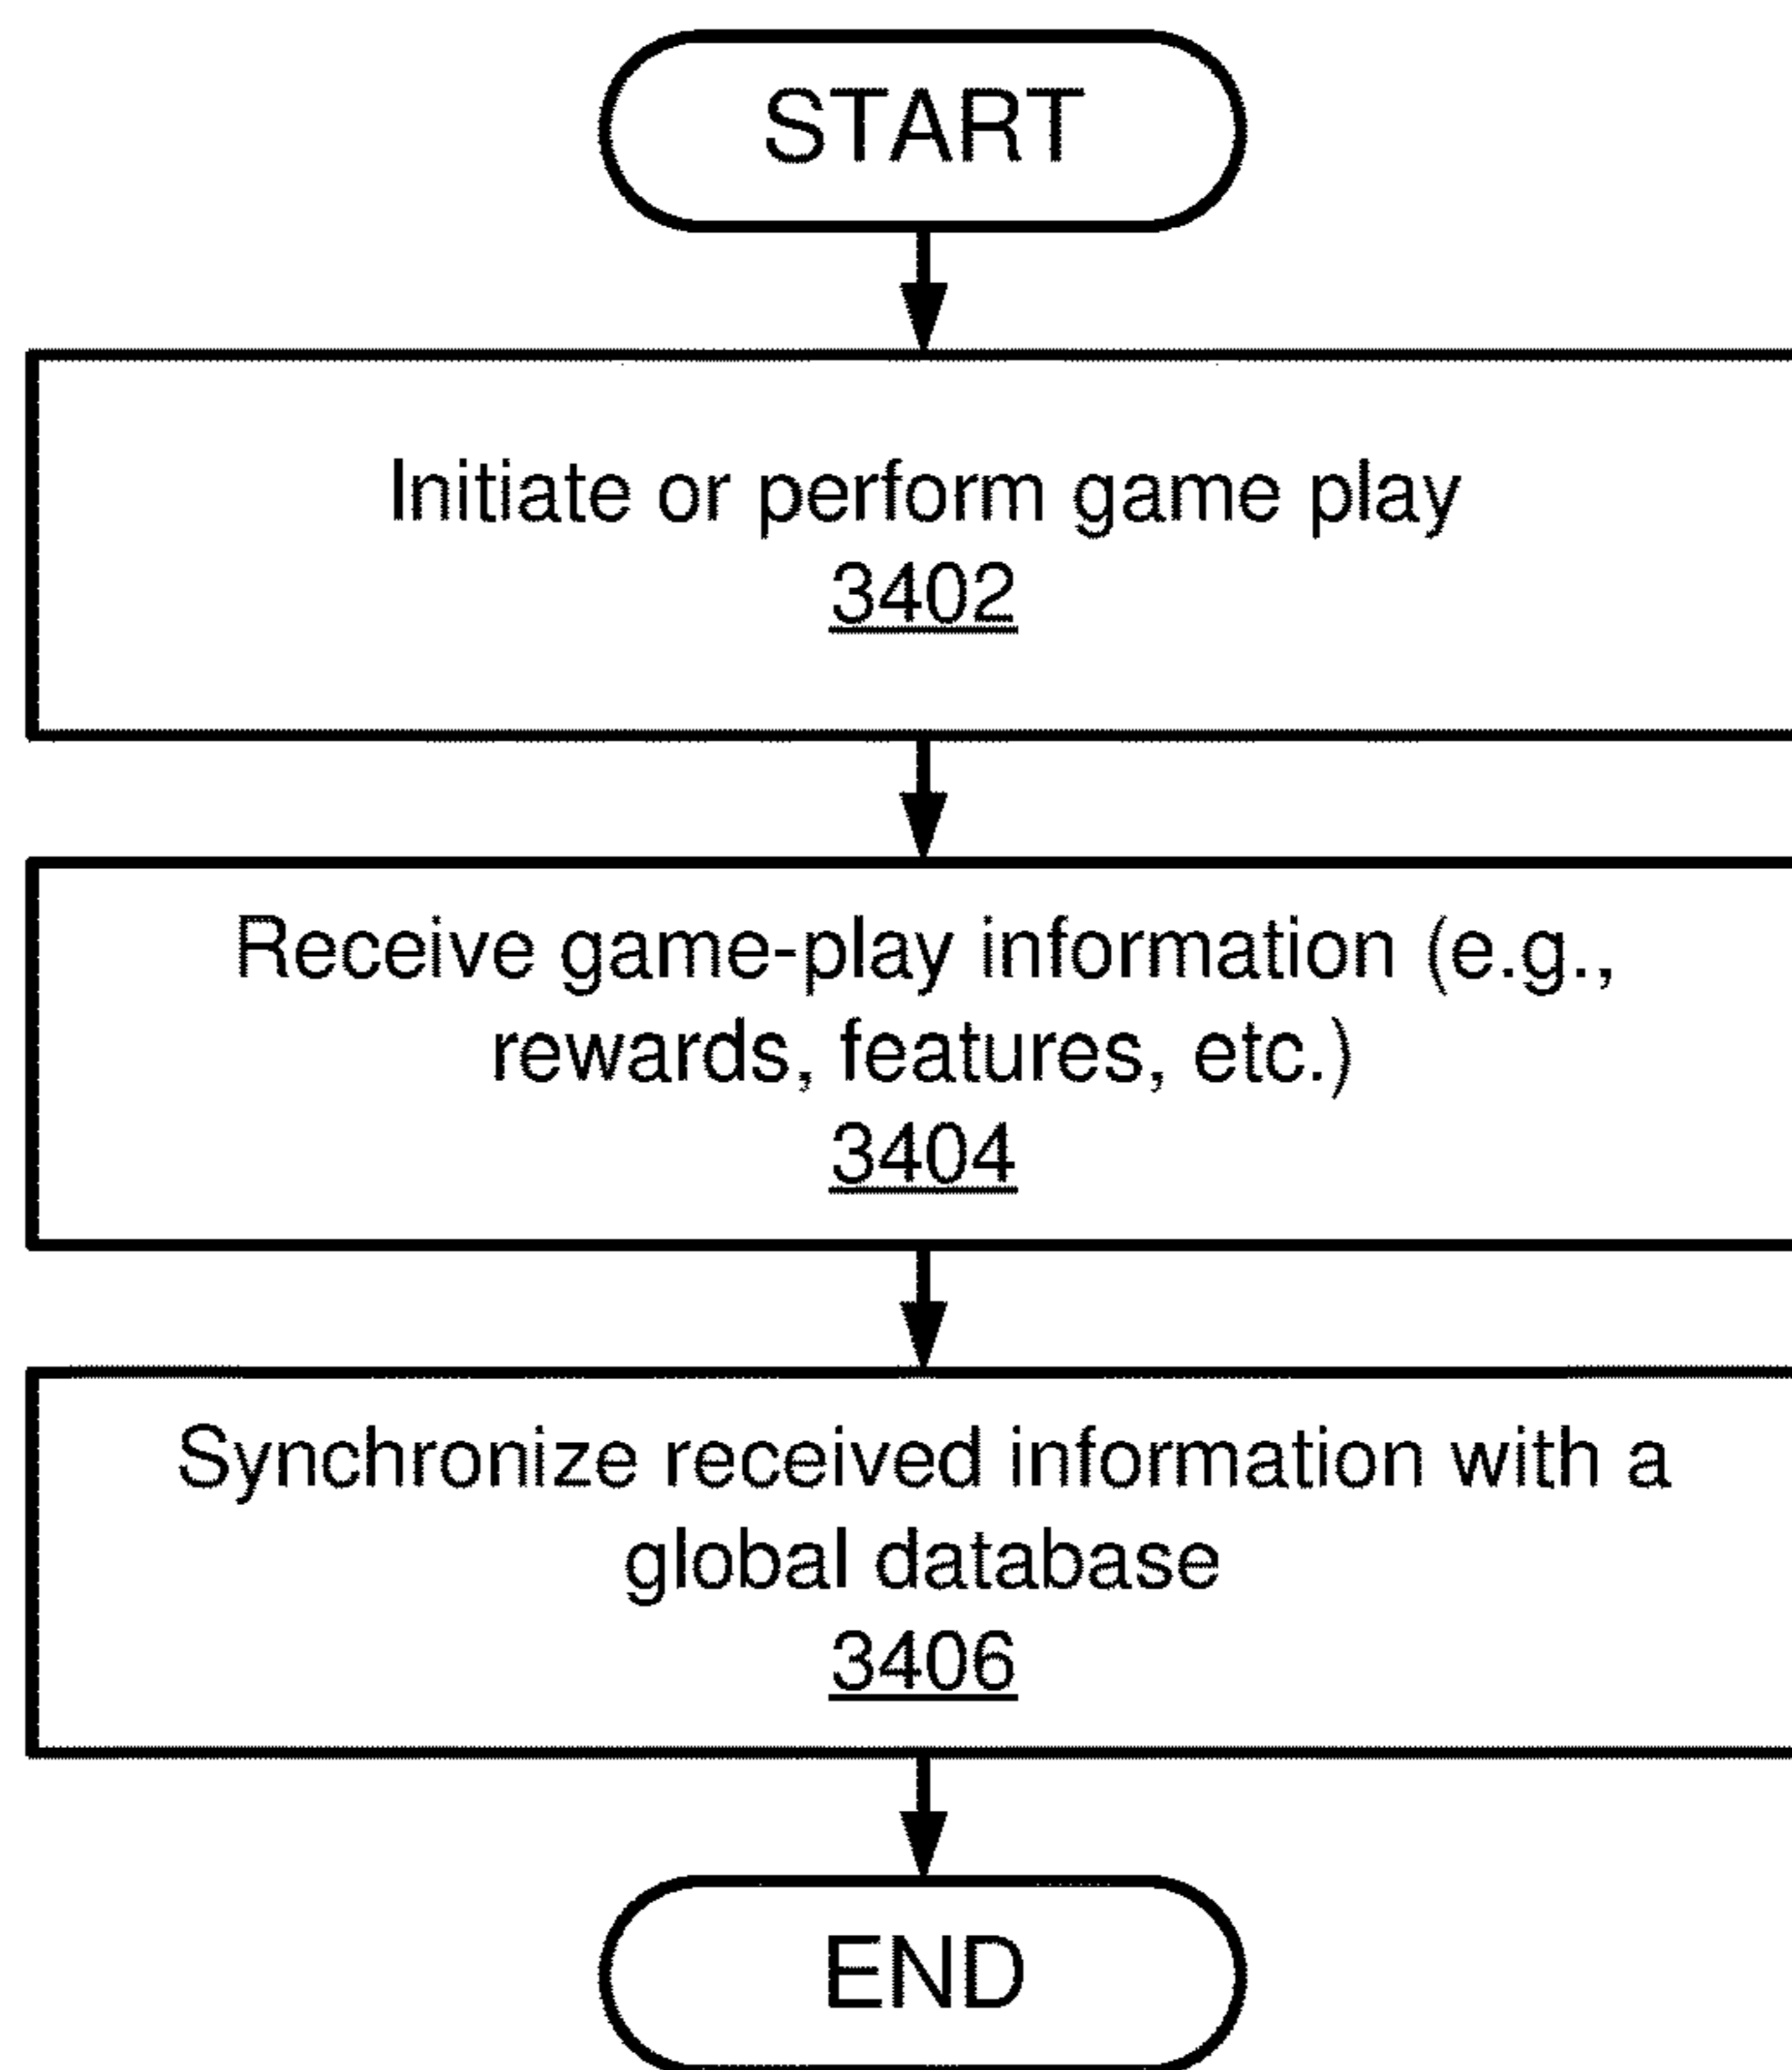 START
Initiate or perform game play
3402
Receive game-play information (e.g.,
rewards, features, etc.)
3404
Synchronize received information with a
global database
3406
END